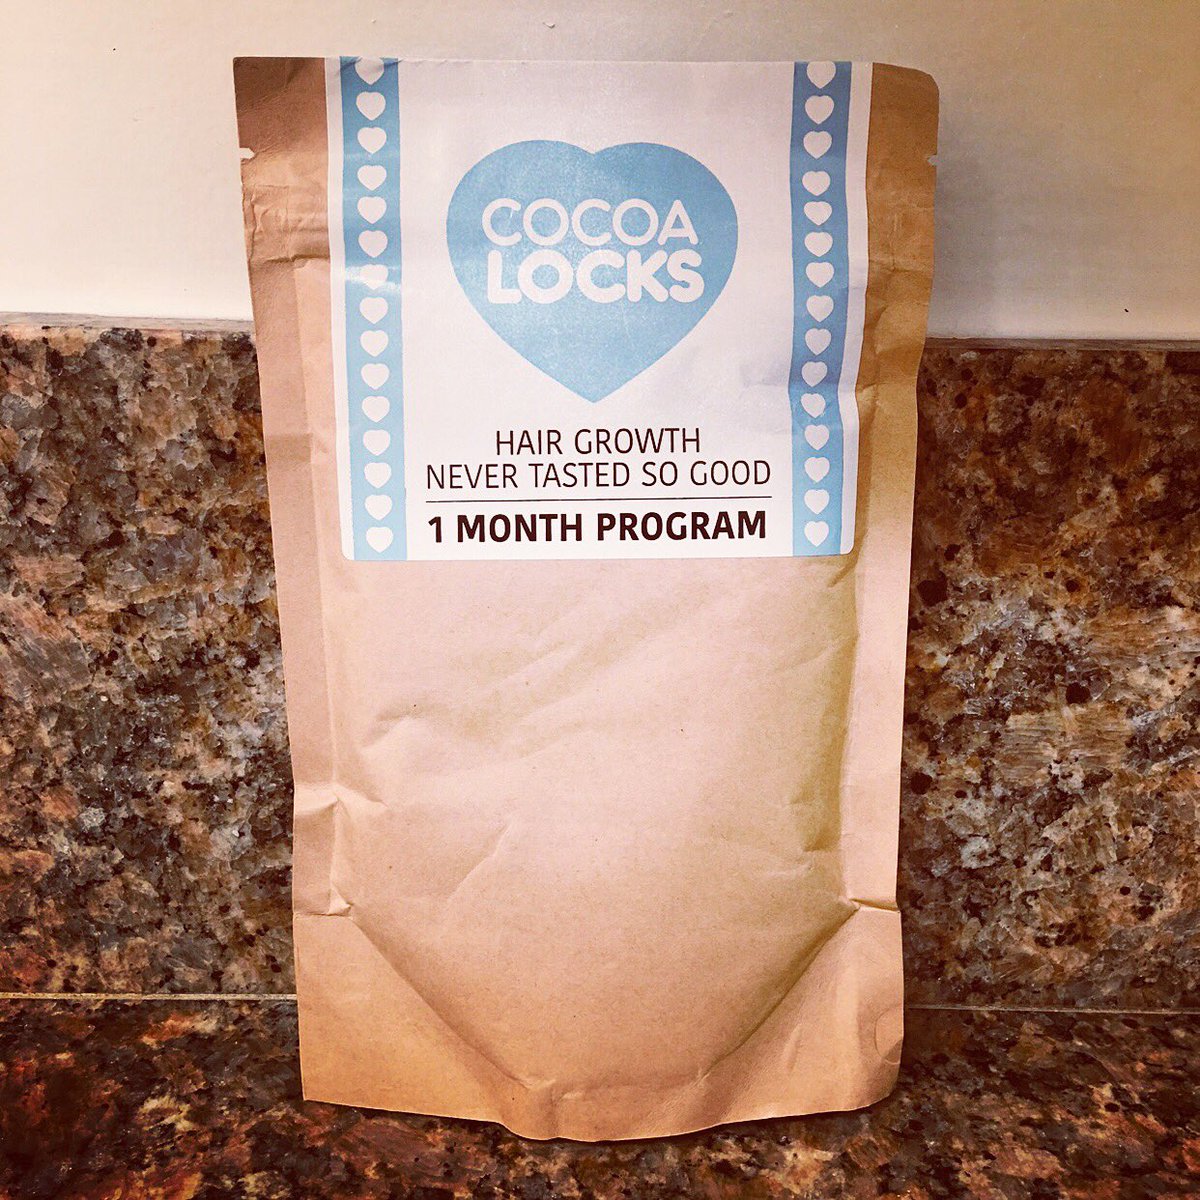 COCOA
LOCKS
HAIR GROWTH
NEVER TASTED SO GOOD
1 MONTH PROGRAM